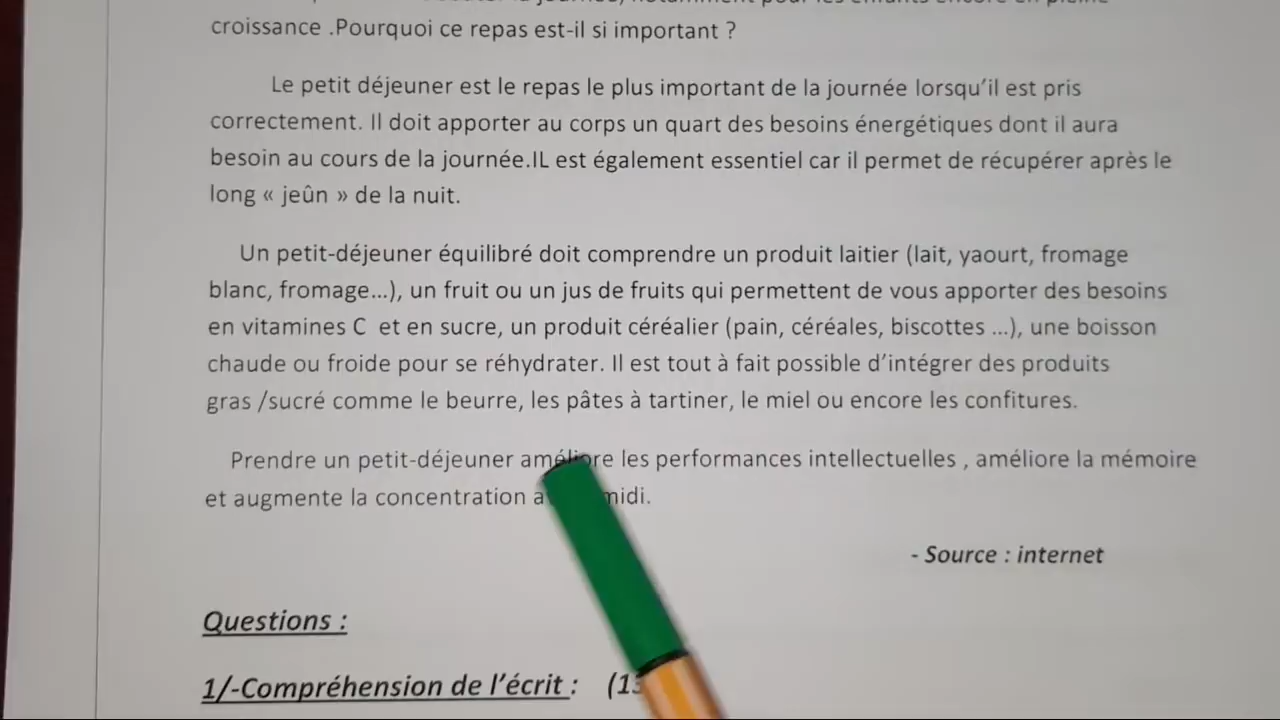 croissance .Pourquoi ce repas est-il si important ?
Le petit déjeuner est le repas le plus important de la journée lorsqu'il est pris
correctement. Il doit apporter au corps un quart des besoins énergétiques dont il aura
besoin au cours de la journée.IL est également essentiel car il permet de récupérer après le
long « jeûn » de la nuit.
Un petit-déjeuner équilibré doit comprendre un produit laitier (lait, yaourt, fromage
blanc, fromage...), un fruit ou un jus de fruits qui permettent de vous apporter des besoins
en vitamines C et en sucre, un produit céréalier (pain, céréales, biscottes ...), une boisson
chaude ou froide pour se réhydrater. Il est tout à fait possible d'intégrer des produits
gras /sucré comme le beurre, les pâtes à tartiner, le miel ou encore les confitures.
Prendre un petit-déjeuner améliore les performances intellectuelles , améliore la mémoire
et augmente la concentration midi.
- Source : internet
Questions :
1/-Compréhension de l'écrit :